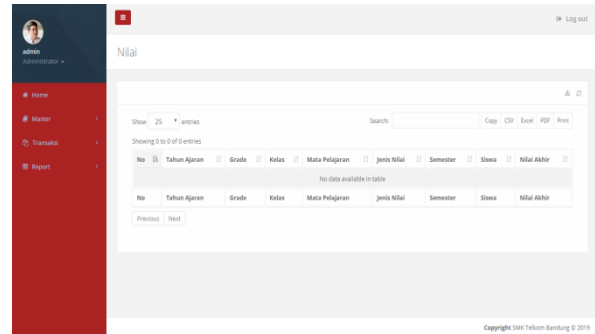 admin
Administrator
Log out
Nilai
Home
Master
Transaksi
Report
Show 25 entries
Search:
Copy CSV Excel PDF Print
Showing 0 to 0 of 0 entries
No Tahun Ajaran Grade Kelas Mata Pelajaran Jenis Nilai Semester Siswa Nilai Akhir
No data available in table
No Tahun Ajaran Grade Kelas Mata Pelajaran Jenis Nilai Semester Siswa Nilai Akhir
Previous Next
Copyright SMK Telkom Bandung © 2019